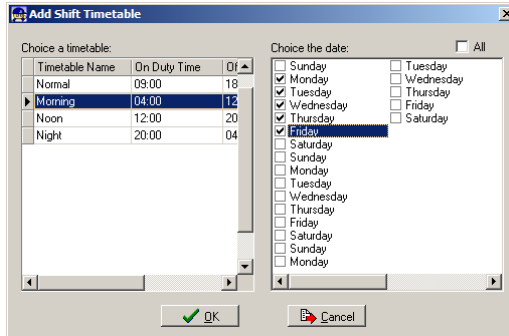 Add Shift Timetable
Choice a timetable:
Timetable Name On Duty Time Of
Normal 09:00 18
Morning 04:00 12
Noon 12:00 20
Night 20:00 04
Choice the date: All
Sunday Tuesday
Monday Wednesday
Tuesday Thursday
Wednesday Friday
Thursday Saturday
Friday
Saturday
Sunday
Monday
Tuesday
Wednesday
Thursday
Friday
Saturday
Sunday
Monday
OK Cancel